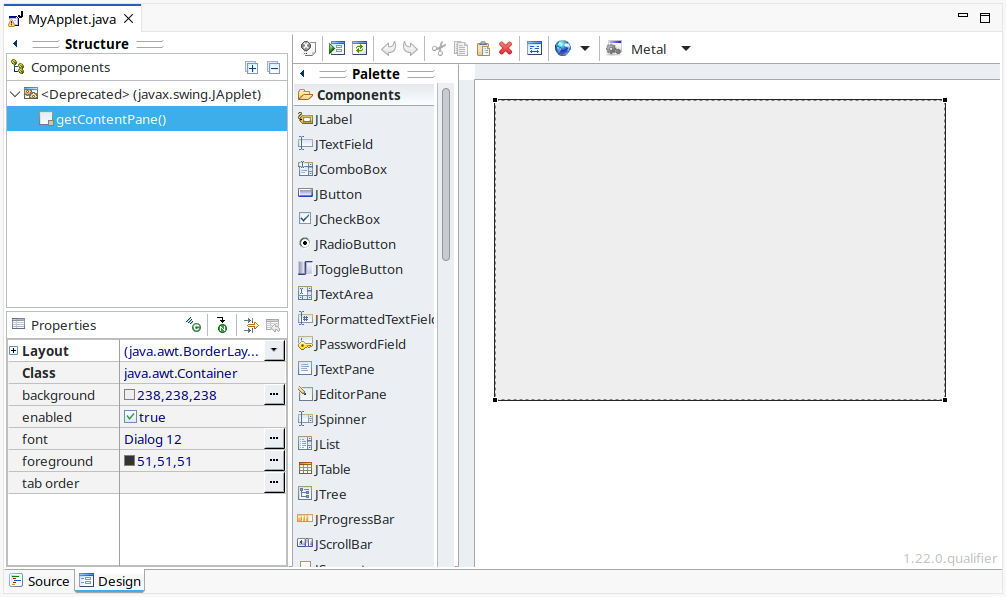 MyApplet.java
Structure
Components
<Deprecated> (javax.swing.JApplet)
getContentPane()
Properties
Layout (java.awt.BorderLay...
Class java.awt.Container
background 238,238,238 ...
enabled true
font Dialog 12 ...
foreground 51,51,51 ...
tab order ...
Metal
Palette
Components
JLabel
JTextField
JComboBox
JButton
JCheckBox
JRadioButton
JToggleButton
JTextArea
JFormattedTextField
JPasswordField
JTextPane
JEditorPane
JSpinner
JList
JTable
JTree
JProgressBar
JScrollBar
1.22.0.qualifier
Source Design